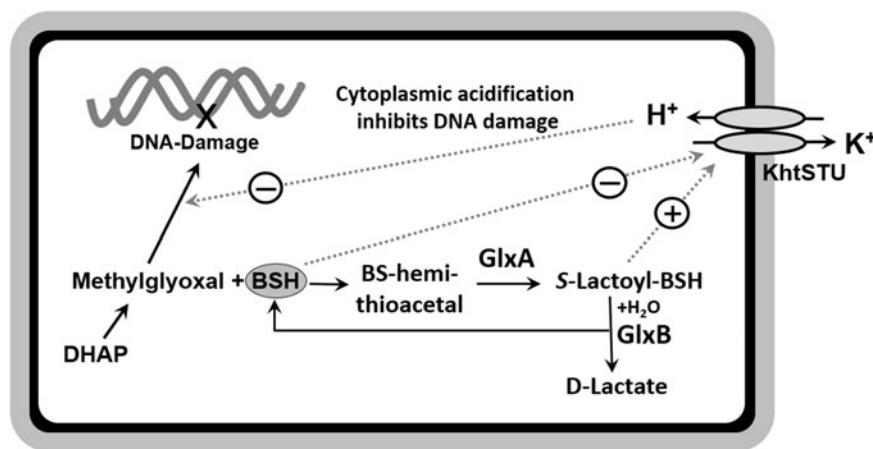 Cytoplasmic acidification
inhibits DNA damage
H⁺
K⁺
KhtSTU
X
DNA-Damage
−
−
+
Methylglyoxal + BSH
BS-hemi-
thioacetal
GlxA
S-Lactoyl-BSH
+H₂O
GlxB
DHAP
D-Lactate